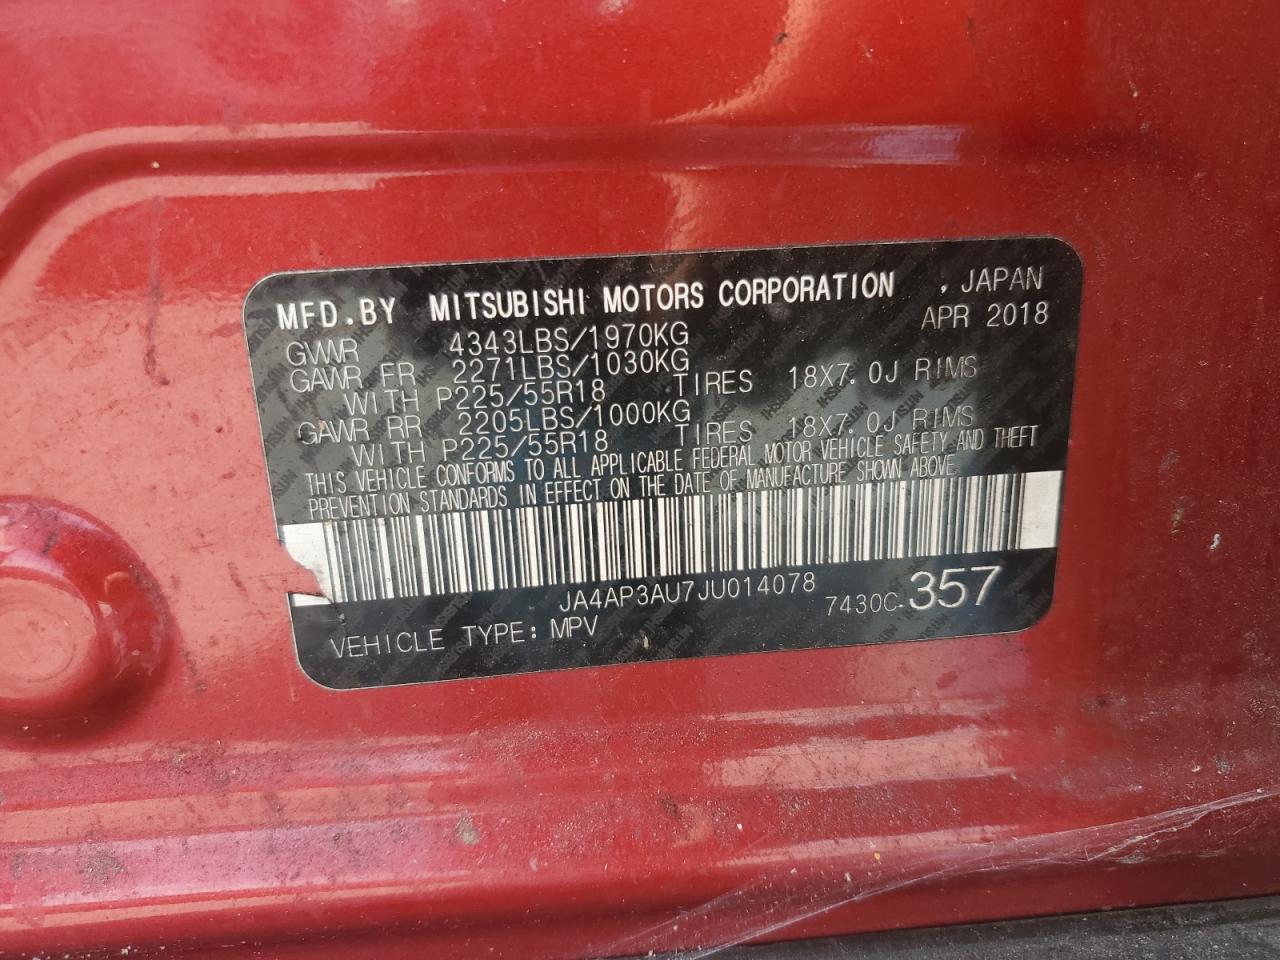 MFD.BY MITSUBISHI MOTORS CORPORATION , JAPAN
APR 2018
GVWR 4343LBS/1970KG
GAWR FR 2271LBS/1030KG
WITH P225/55R18 TIRES 18X7.0J RIMS
GAWR RR 2205LBS/1000KG
WITH P225/55R18 TIRES 18X7.0J RIMS
THIS VEHICLE CONFORMS TO ALL APPLICABLE FEDERAL MOTOR VEHICLE SAFETY AND THEFT
PREVENTION STANDARDS IN EFFECT ON THE DATE OF MANUFACTURE SHOWN ABOVE.
JA4AP3AU7JU014078
7430C-357
VEHICLE TYPE: MPV